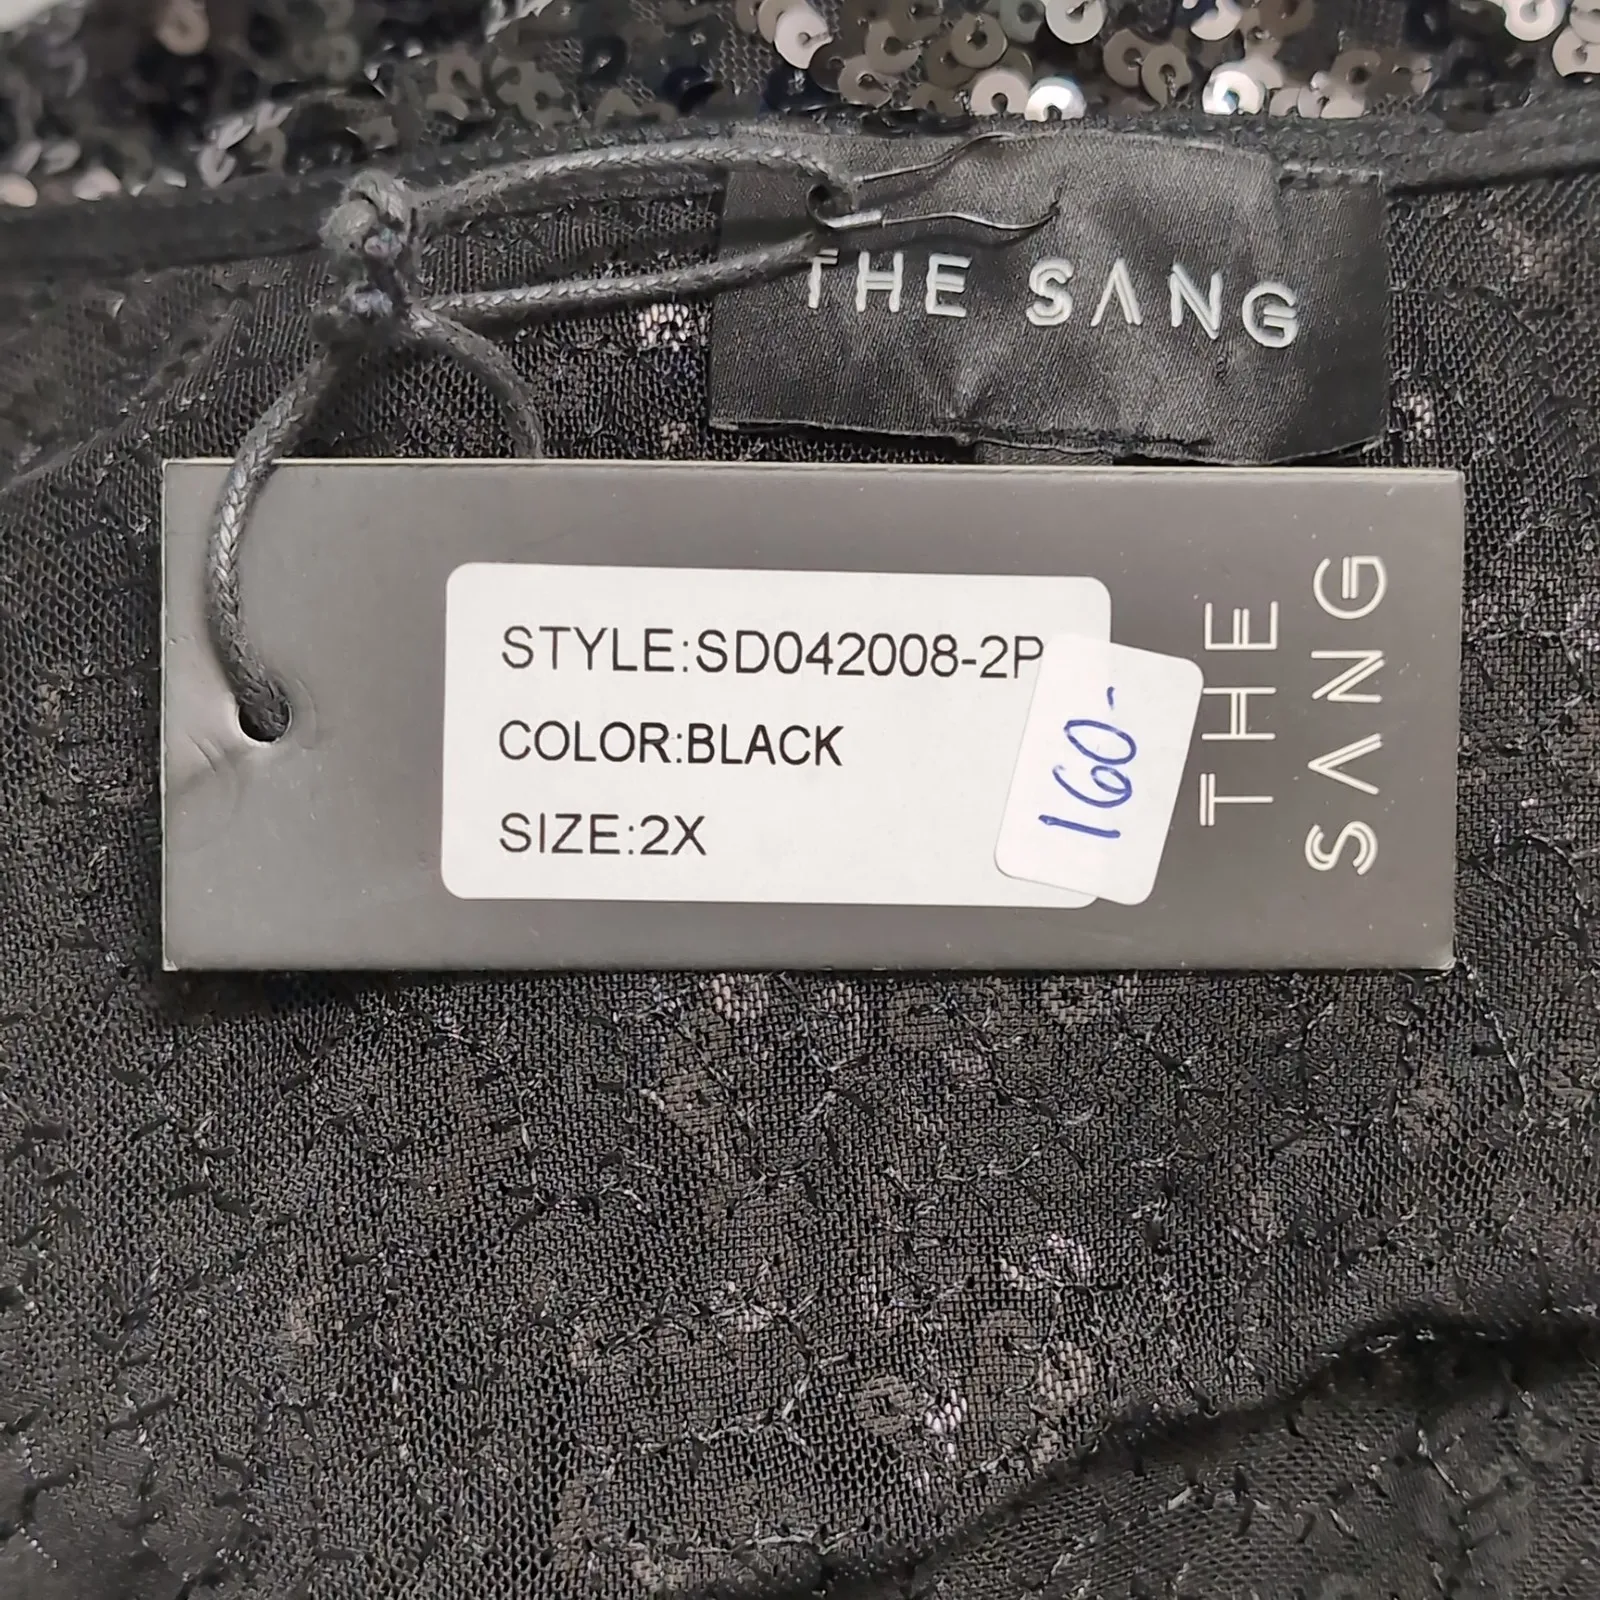 THE SANG
STYLE:SD042008-2P
COLOR:BLACK
SIZE:2X
160-
THE
SANG